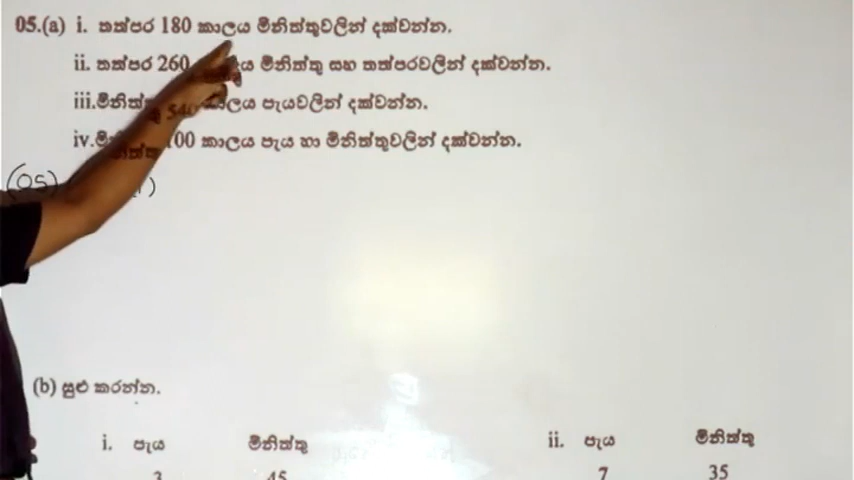 05.(a) i. තත්පර 180 කාලය මිනිත්තුවලින් දක්වන්න.
ii. තත්පර 260 මිනිත්තු සහ තත්පරවලින් දක්වන්න.
iii. 540 කාලය පැයවලින් දක්වන්න.
iv. කාලය පැය හා මිනිත්තුවලින් දක්වන්න.
(05)
(b) සුළු කරන්න.
i. පැය මිනිත්තු ii. පැය මිනිත්තු
3 45 7 35